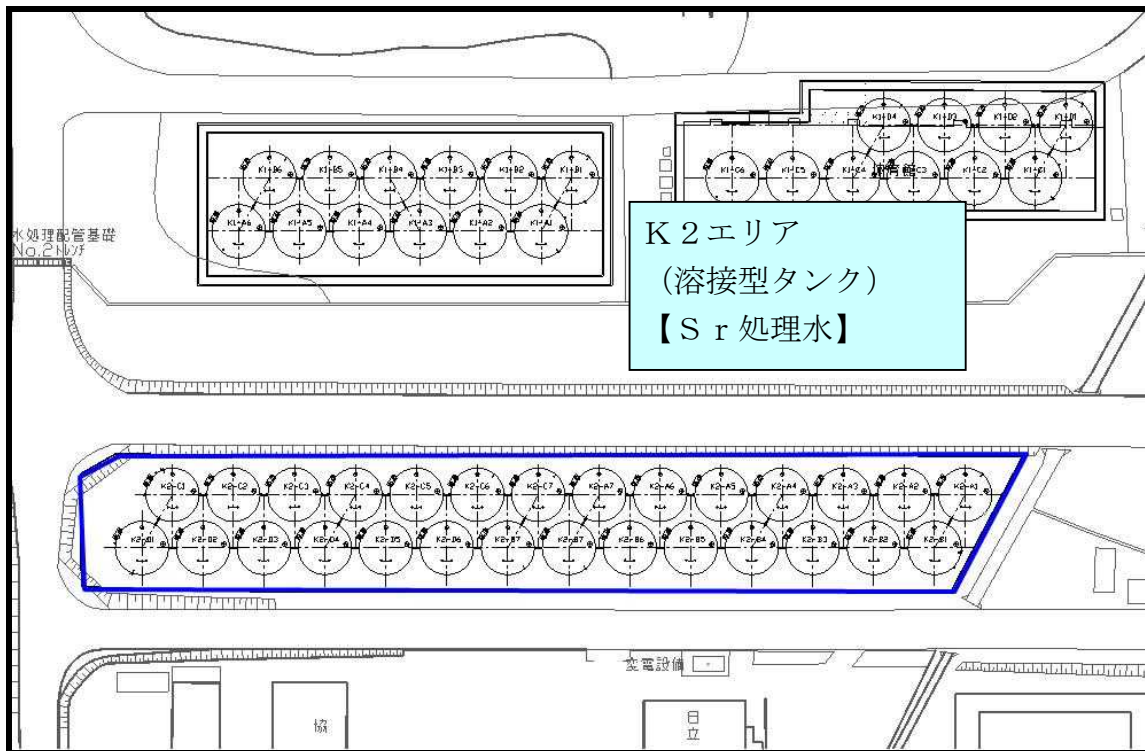 K1-D4 K1-D3 K1-D2 K1-D1
K1-B6 K1-B5 K1-B4 K1-B3 K1-B2 K1-B1
K1-C6 K1-C5 K1-C4 K1-C3 K1-C2 K1-C1
体育館
K1-A6 K1-A5 K1-A4 K1-A3 K1-A2 K1-A1
水処理配管基礎
No.2トレンチ
K2エリア
(溶接型タンク)
【Sr処理水】
K2-C1 K2-C2 K2-C3 K2-C4 K2-C5 K2-C6 K2-C7 K2-A7 K2-A6 K2-A5 K2-A4 K2-A3 K2-A2 K2-A1
K2-D1 K2-D2 K2-D3 K2-D4 K2-D5 K2-D6 K2-D7 K2-B7 K2-B6 K2-B5 K2-B4 K2-B3 K2-B2 K2-B1
変電設備
協
日立